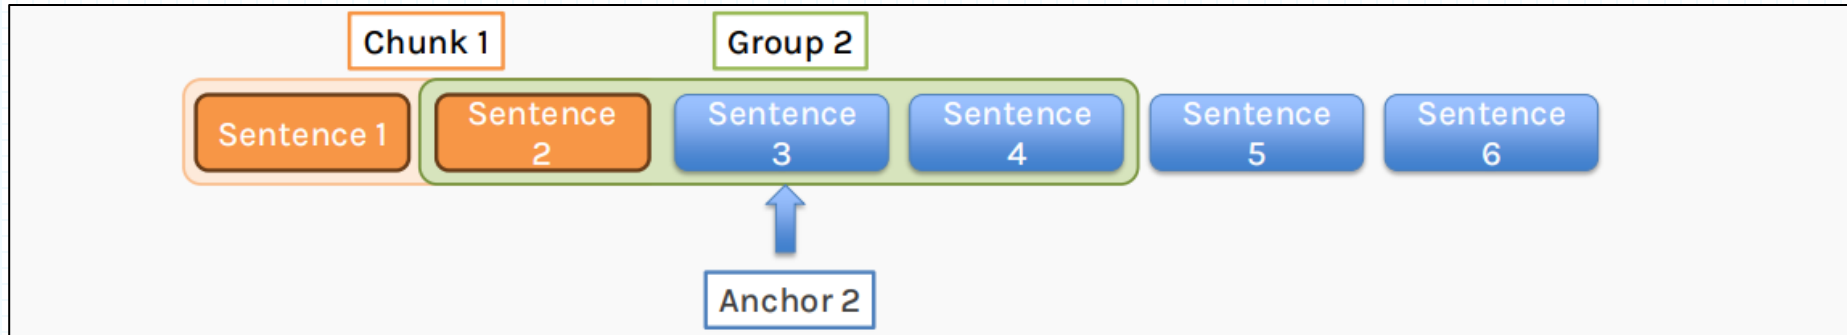 Chunk 1
Group 2
Sentence 1
Sentence
2
Sentence
3
Sentence
4
Sentence
5
Sentence
6
Anchor 2